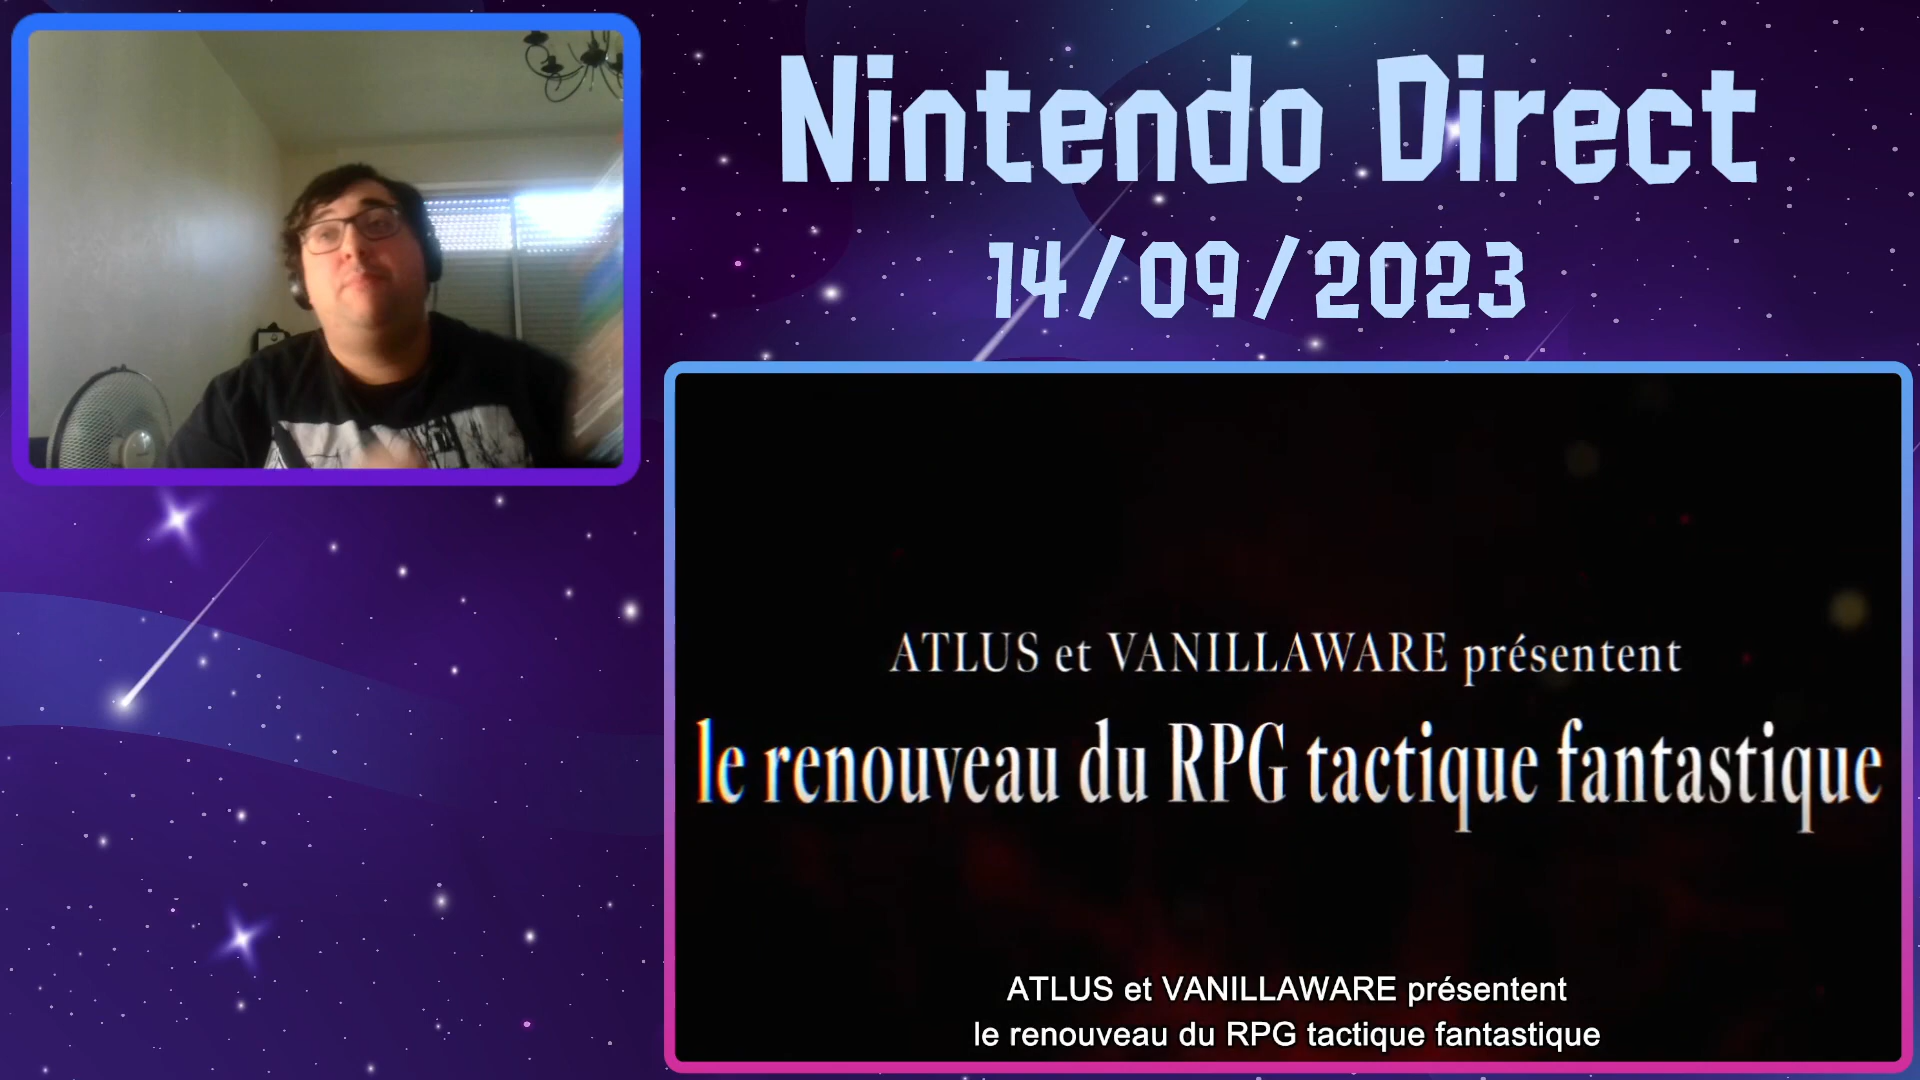 Nintendo Direct
14/09/2023
ATLUS et VANILLAWARE présentent
le renouveau du RPG tactique fantastique
ATLUS et VANILLAWARE présentent
le renouveau du RPG tactique fantastique